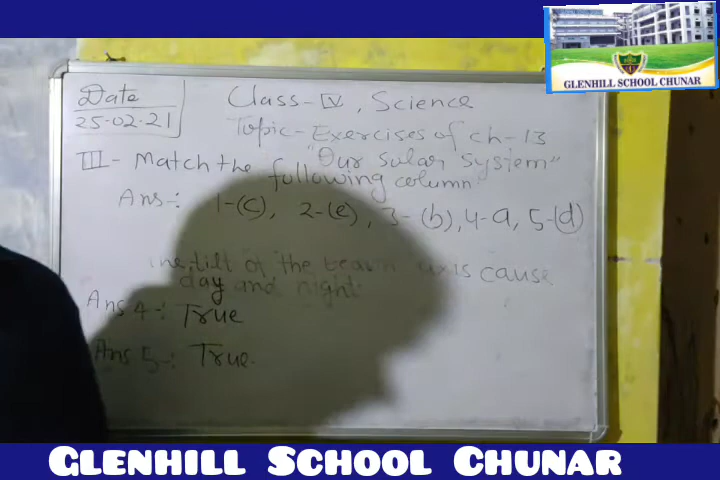 GLENHILL SCHOOL CHUNAR
Date
25-02-21
Class-IV, Science
Topic-Exercises of Ch-13
"Our Solar System"
III- Match the following column.
Ans-: 1-(c), 2-(e), 3-(b), 4-a, 5-(d)
The tilt of the axis cause
day and night.
Ans 4-: True
Ans 5-: True.
GLENHILL SCHOOL CHUNAR